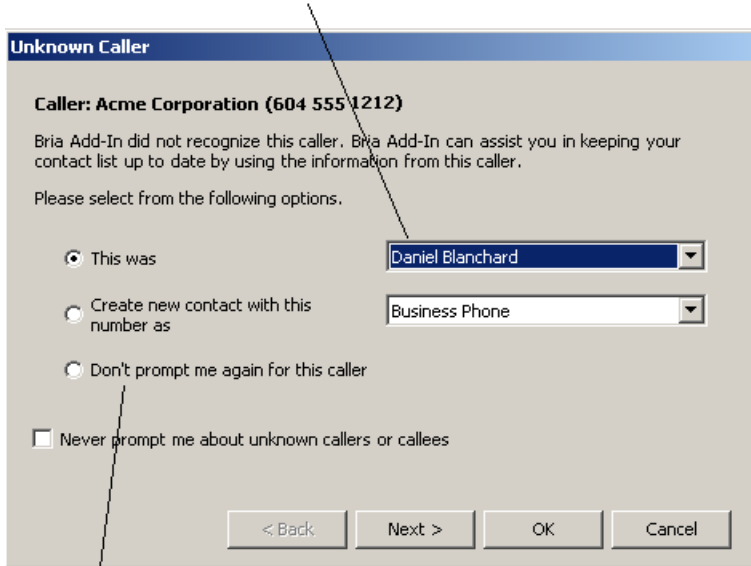 Unknown Caller
Caller: Acme Corporation (604 555 1212)
Bria Add-In did not recognize this caller. Bria Add-In can assist you in keeping your
contact list up to date by using the information from this caller.
Please select from the following options.
This was
Daniel Blanchard
Create new contact with this
number as
Business Phone
Don't prompt me again for this caller
Never prompt me about unknown callers or callees
< Back
Next >
OK
Cancel